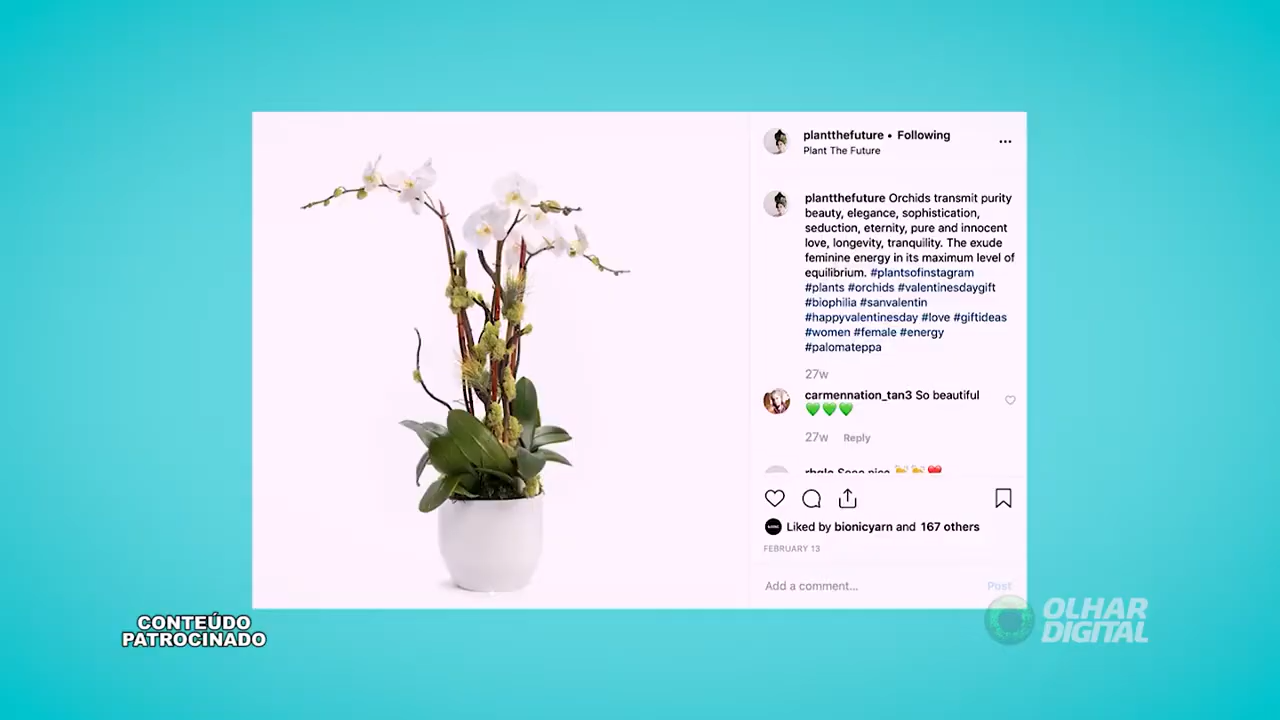 plantthefuture • Following
Plant The Future
plantthefuture Orchids transmit purity
beauty, elegance, sophistication,
seduction, eternity, pure and innocent
love, longevity, tranquility. The exude
feminine energy in its maximum level of
equilibrium. #plantsofinstagram
#plants #orchids #valentinesdaygift
#biophilia #sanvalentin
#happyvalentinesday #love #giftideas
#women #female #energy
#palomateppa
27w
carmennation_tan3 So beautiful
27w Reply
Sooo nice
Liked by bionicyarn and 167 others
FEBRUARY 13
Add a comment... Post
CONTEÚDO
PATROCINADO
OLHAR
DIGITAL